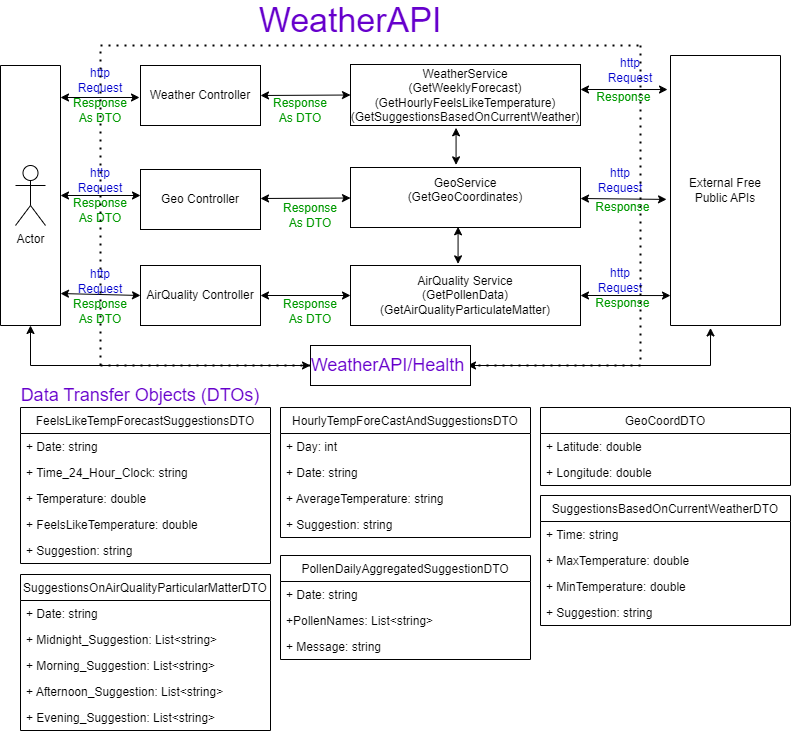 WeatherAPI
Actor
http
Request
Response
As DTO
Weather Controller
Response
As DTO
WeatherService
(GetWeeklyForecast)
(GetHourlyFeelsLikeTemperature)
(GetSuggestionsBasedOnCurrentWeather)
http
Request
Response
http
Request
Response
As DTO
Geo Controller
Response
As DTO
GeoService
(GetGeoCoordinates)
http
Request
Response
External Free
Public APIs
http
Request
Response
As DTO
AirQuality Controller
Response
As DTO
AirQuality Service
(GetPollenData)
(GetAirQualityParticulateMatter)
http
Request
Response
WeatherAPI/Health
Data Transfer Objects (DTOs)
FeelsLikeTempForecastSuggestionsDTO
+ Date: string
+ Time_24_Hour_Clock: string
+ Temperature: double
+ FeelsLikeTemperature: double
+ Suggestion: string
HourlyTempForeCastAndSuggestionsDTO
+ Day: int
+ Date: string
+ AverageTemperature: string
+ Suggestion: string
GeoCoordDTO
+ Latitude: double
+ Longitude: double
SuggestionsBasedOnCurrentWeatherDTO
+ Time: string
+ MaxTemperature: double
+ MinTemperature: double
+ Suggestion: string
SuggestionsOnAirQualityParticularMatterDTO
+ Date: string
+ Midnight_Suggestion: List<string>
+ Morning_Suggestion: List<string>
+ Afternoon_Suggestion: List<string>
+ Evening_Suggestion: List<string>
PollenDailyAggregatedSuggestionDTO
+ Date: string
+PollenNames: List<string>
+ Message: string